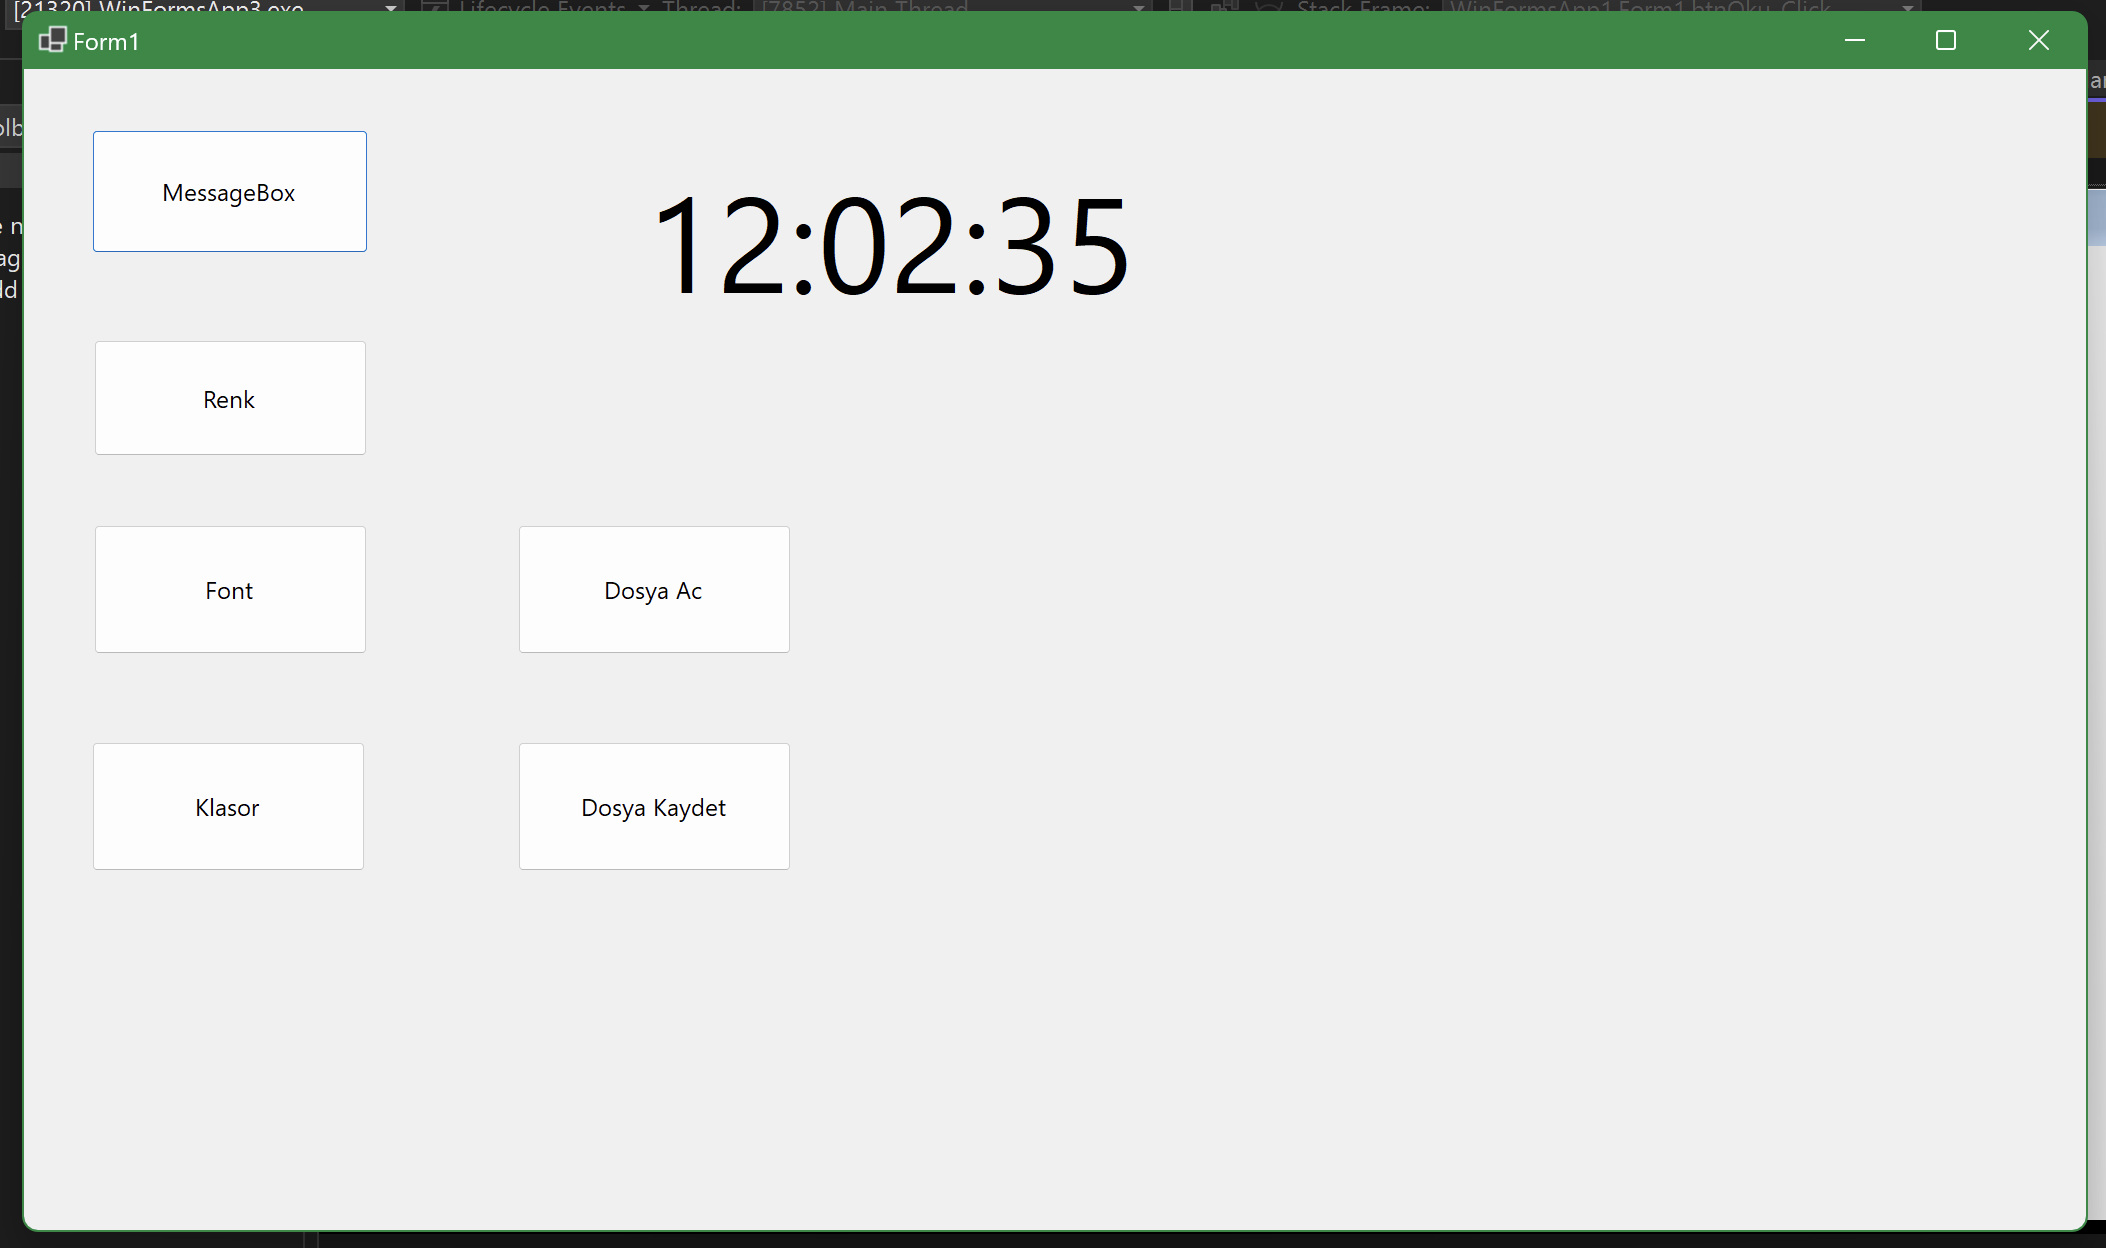 [21320] WinFormsApp3.exe Lifecycle Events Thread: [7852] Main Thread Stack Frame: WinFormsApp1.Form1.btnOku_Click
Form1
MessageBox
12:02:35
Renk
Font
Dosya Ac
Klasor
Dosya Kaydet